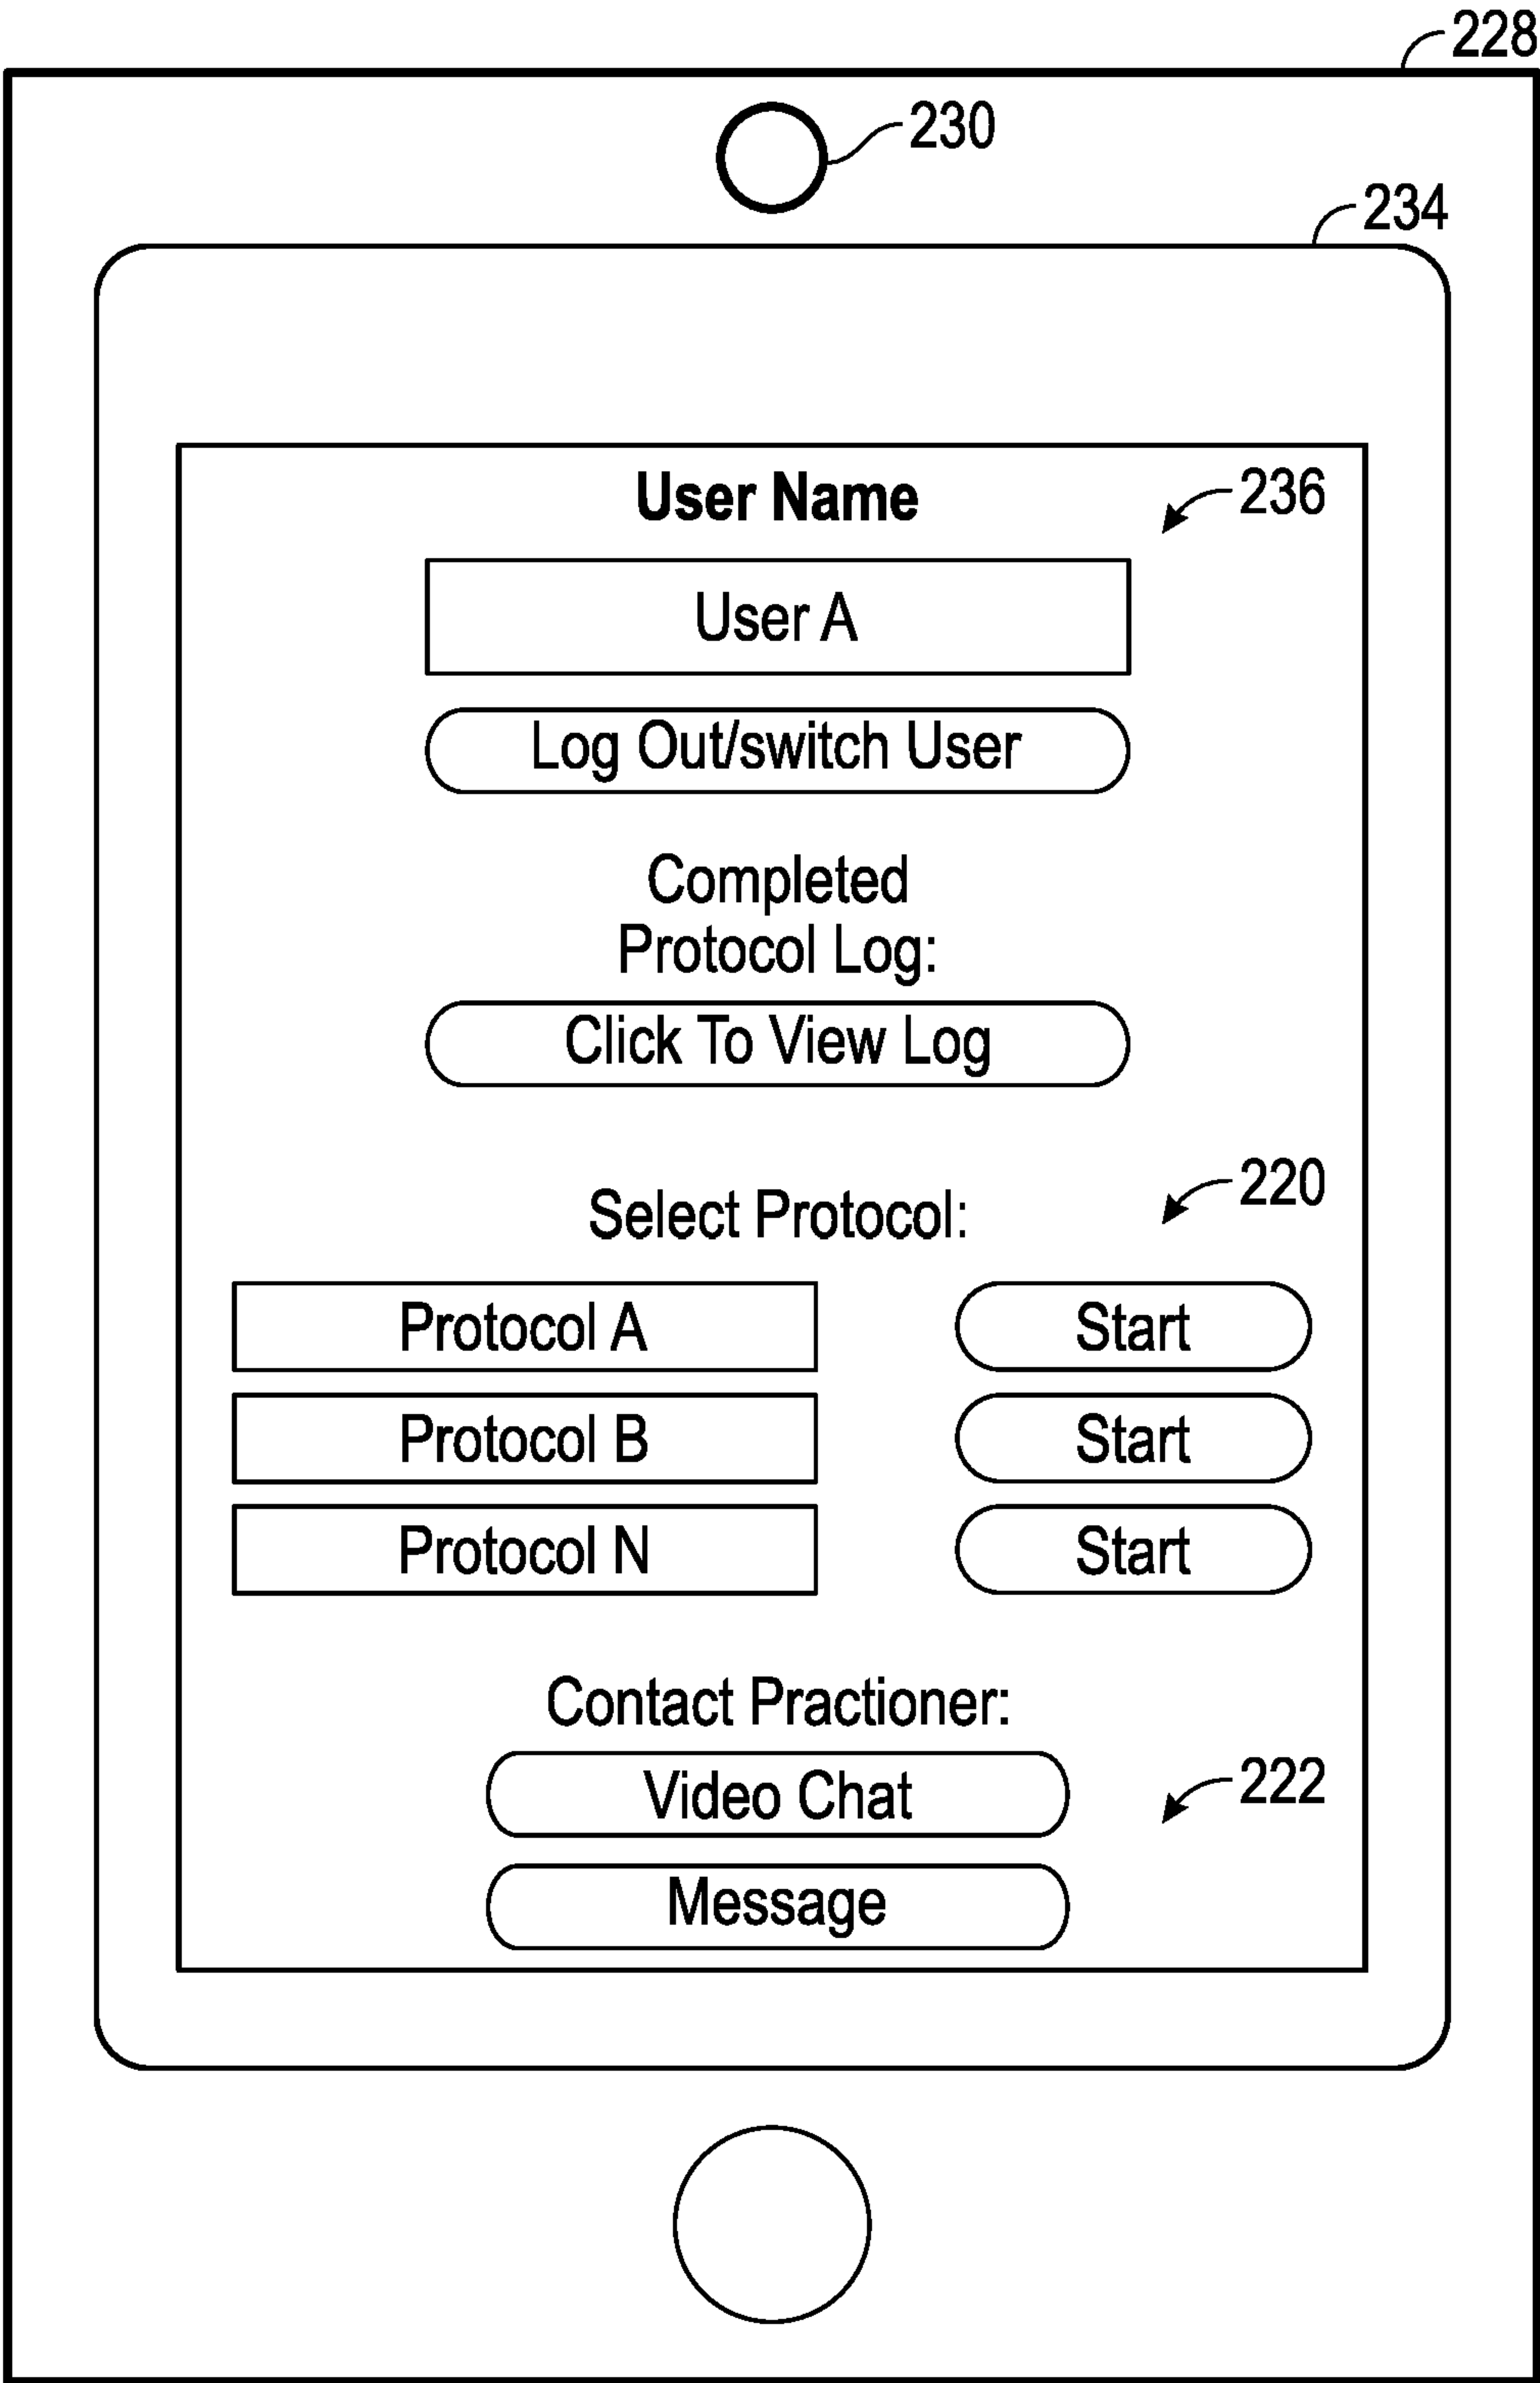 228
230
234
User Name
236
User A
Log Out/switch User
Completed
Protocol Log:
Click To View Log
220
Select Protocol:
Protocol A Start
Protocol B Start
Protocol N Start
Contact Practioner:
Video Chat
222
Message